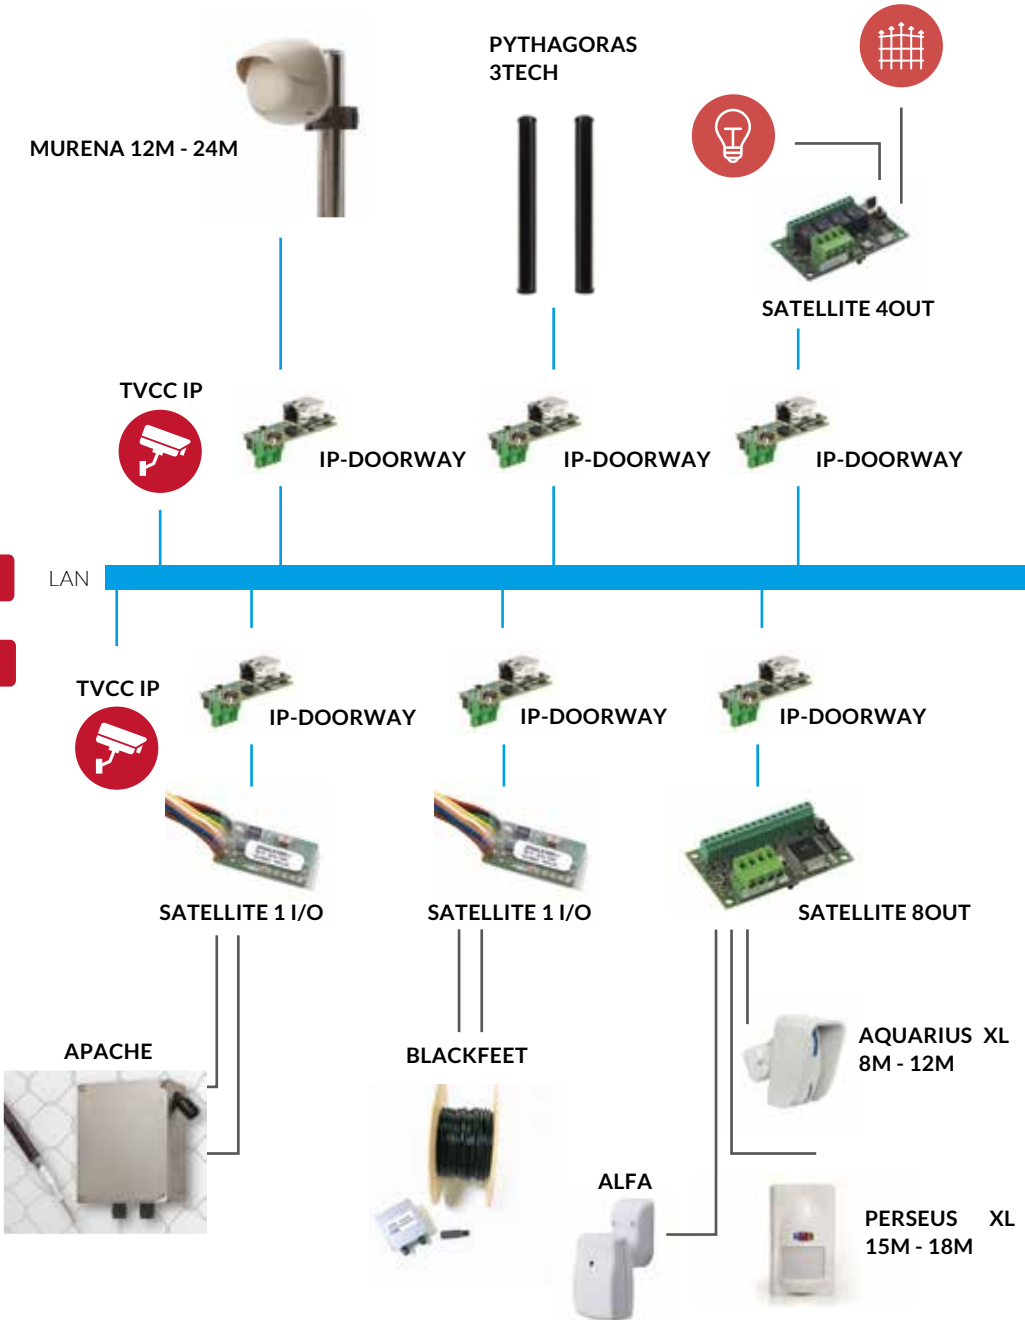 PYTHAGORAS
3TECH
MURENA 12M - 24M
SATELLITE 4OUT
TVCC IP
IP-DOORWAY
IP-DOORWAY
IP-DOORWAY
LAN
TVCC IP
IP-DOORWAY
IP-DOORWAY
IP-DOORWAY
SATELLITE 1 I/O
SATELLITE 1 I/O
SATELLITE 8OUT
APACHE
BLACKFEET
AQUARIUS XL
8M - 12M
ALFA
PERSEUS XL
15M - 18M